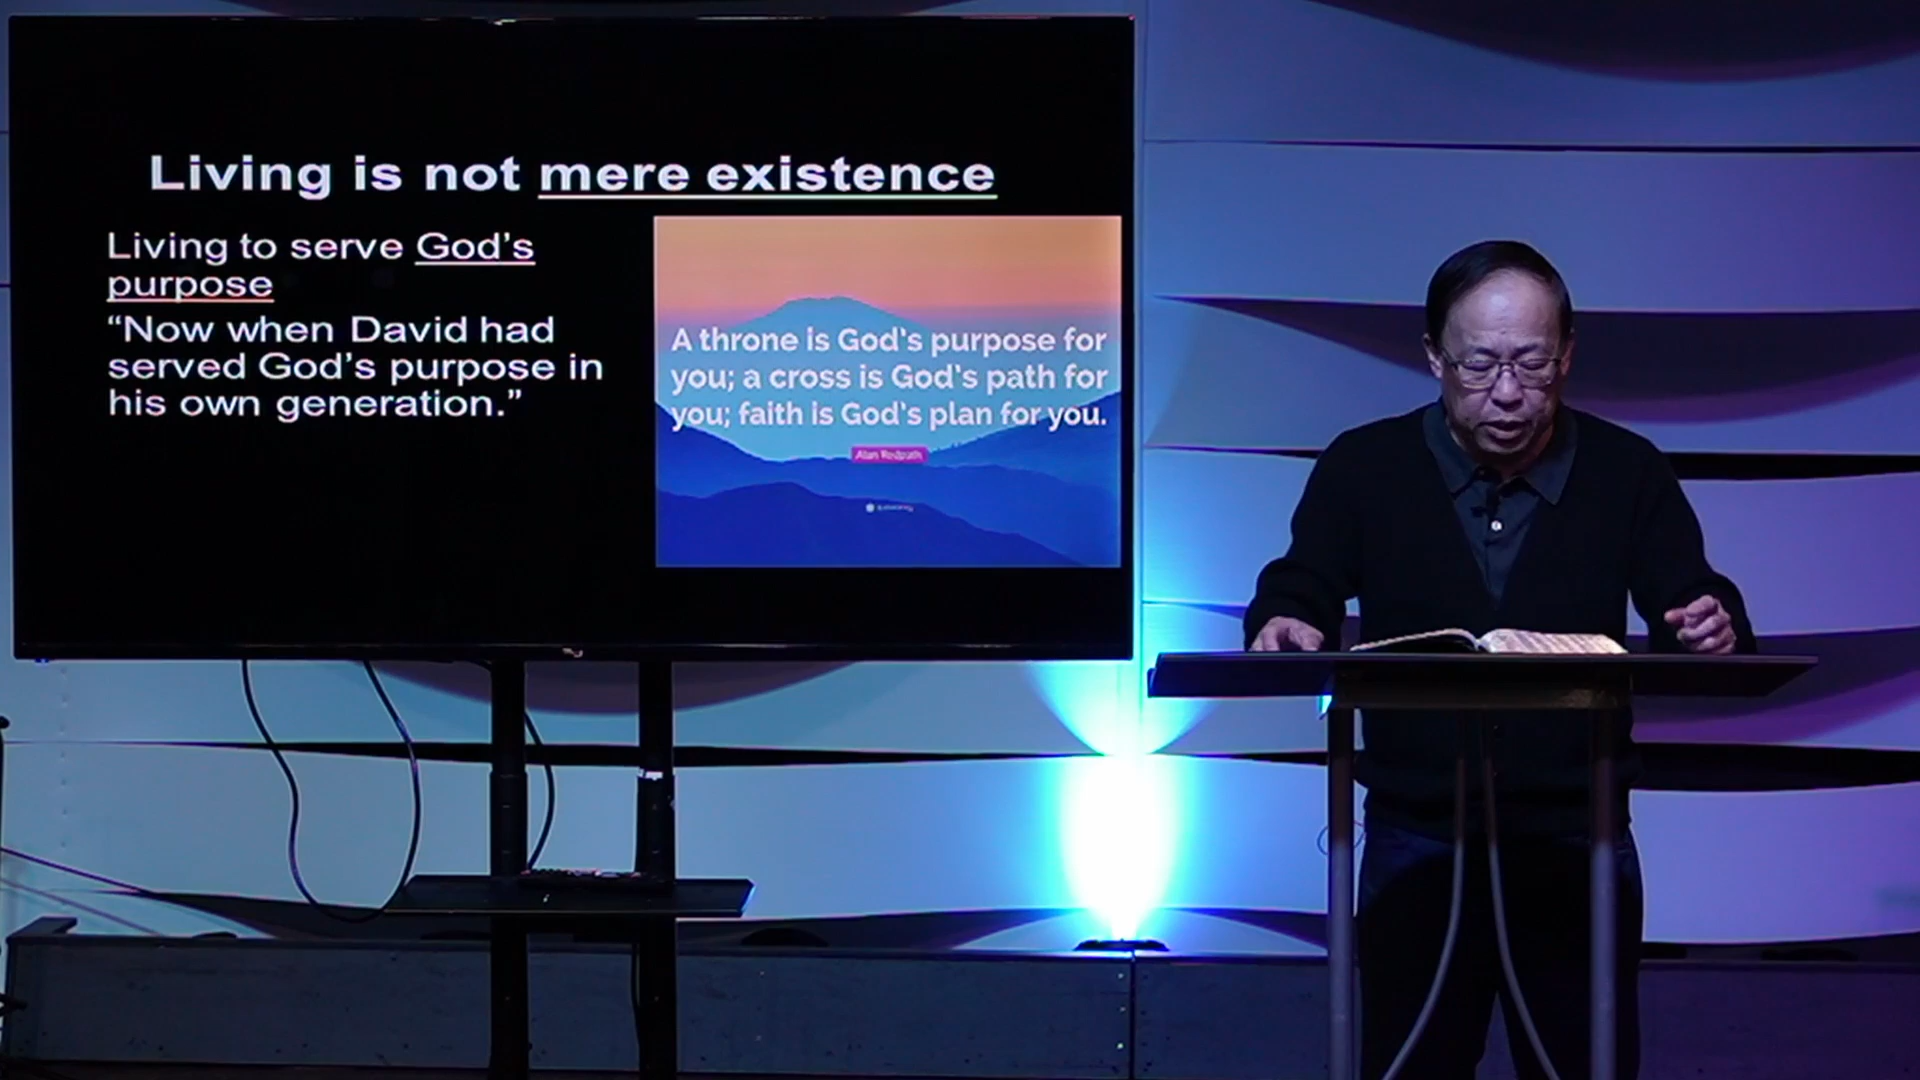 Living is not mere existence
Living to serve God’s
purpose
“Now when David had
served God’s purpose in
his own generation.”
A throne is God's purpose for
you; a cross is God's path for
you; faith is God's plan for you.
Alan Redpath